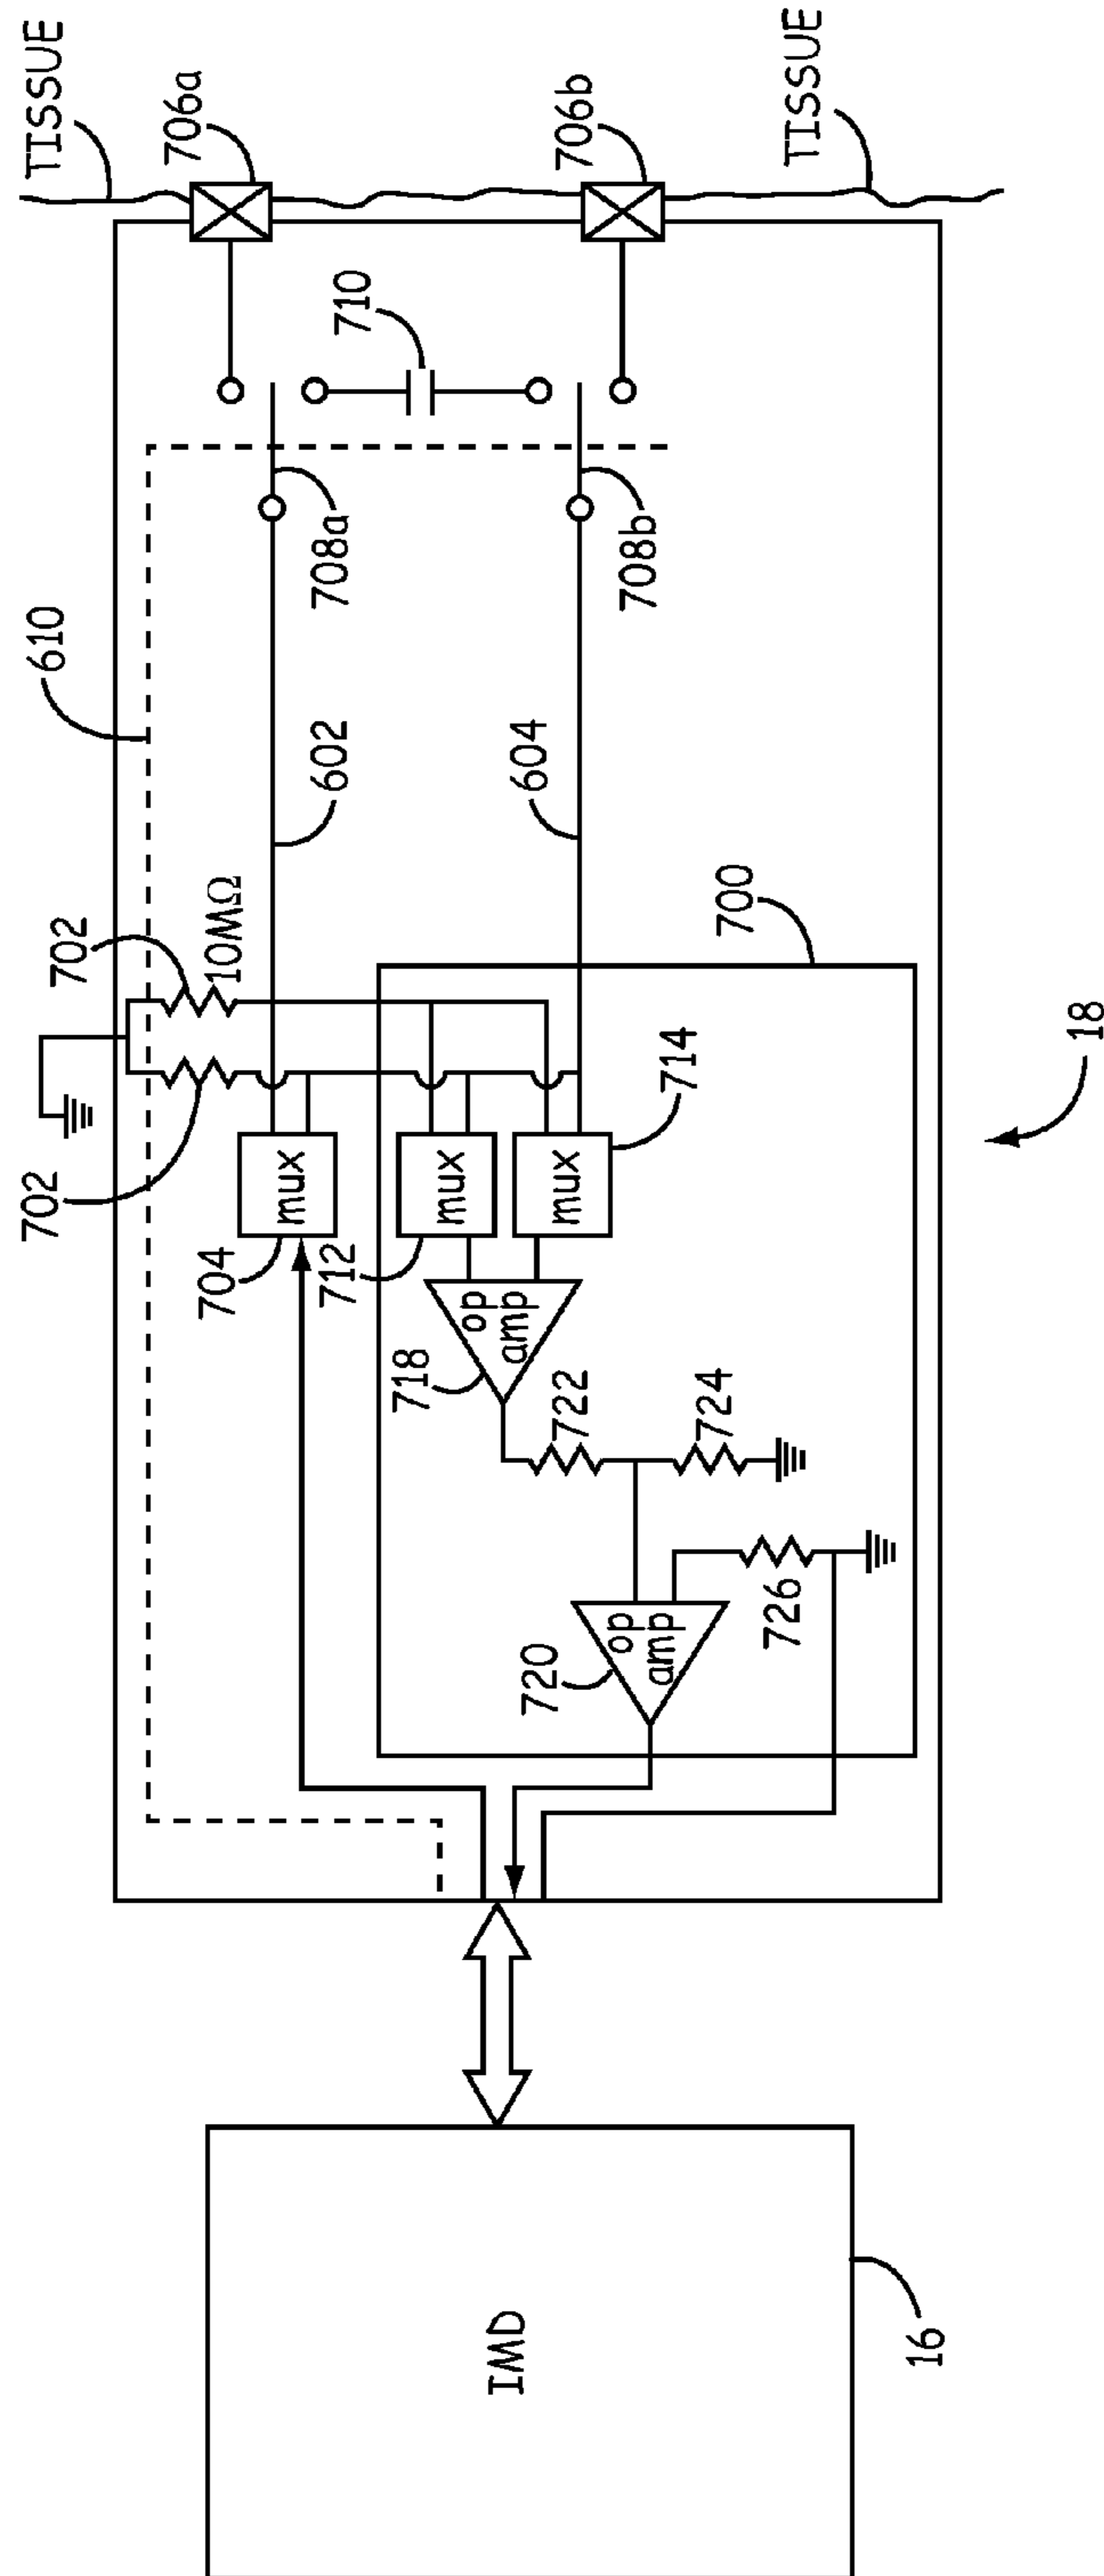 TISSUE
706a
706b
TISSUE
710
610
708a
708b
602
604
702
10MΩ
700
702
704
mux
712
mux
mux
714
18
718
op
amp
722
724
720
op
amp
726
IMD
16